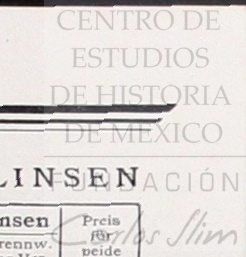 CENTRO DE
ESTUDIOS
DE HISTORIA
DE MEXICO
LINSEN
FUNDACIÓN
Carlos Slim
nsen
Preis
für
rennw.
beide